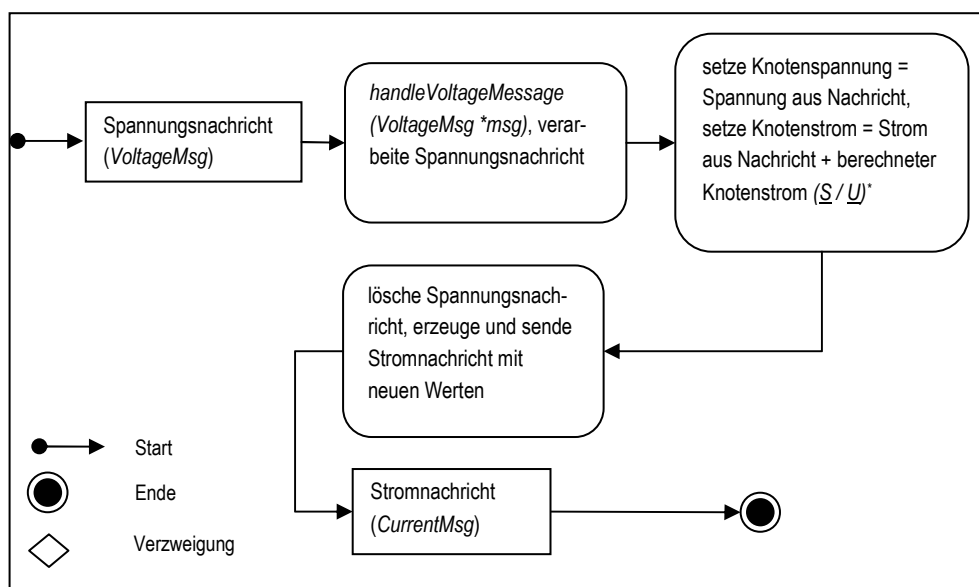 Spannungsnachricht
(VoltageMsg)
handleVoltageMessage
(VoltageMsg *msg), verar-
beite Spannungsnachricht
setze Knotenspannung =
Spannung aus Nachricht,
setze Knotenstrom = Strom
aus Nachricht + berechneter
Knotenstrom (S / U)*
lösche Spannungsnach-
richt, erzeuge und sende
Stromnachricht mit
neuen Werten
Stromnachricht
(CurrentMsg)
Start
Ende
Verzweigung